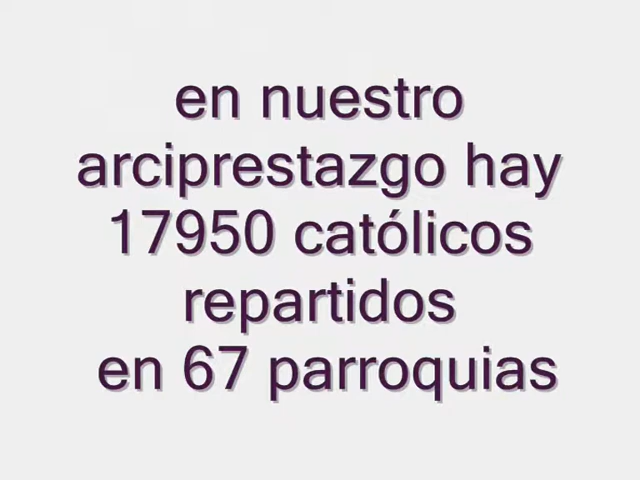 en nuestro
arciprestazgo hay
17950 católicos
repartidos
en 67 parroquias